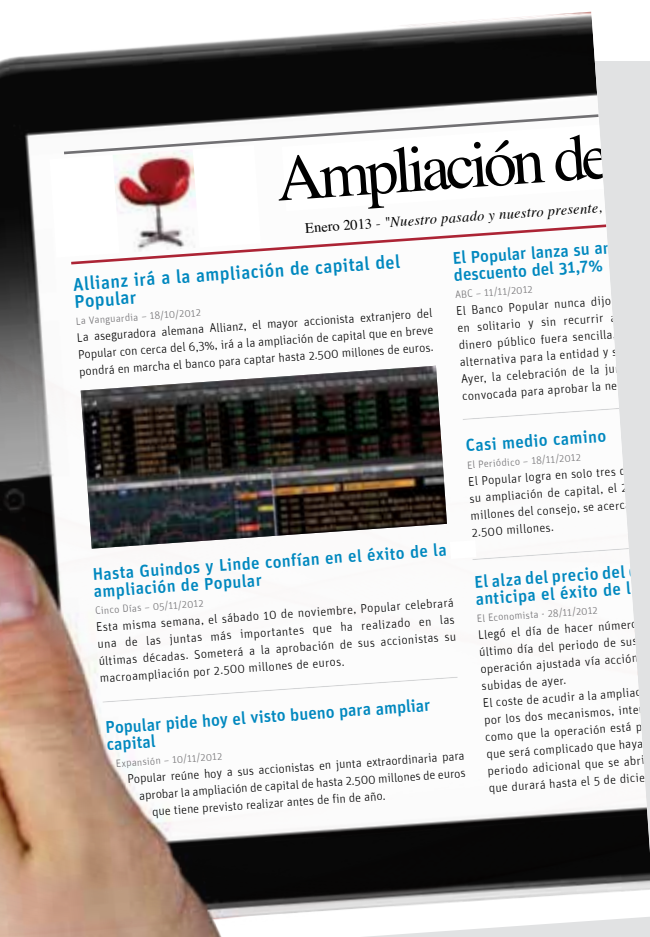 Ampliación de
Enero 2013 - "Nuestro pasado y nuestro presente,
Allianz irá a la ampliación de capital del
Popular
La Vanguardia – 18/10/2012
La aseguradora alemana Allianz, el mayor accionista extranjero del
Popular con cerca del 6,3%, irá a la ampliación de capital que en breve
pondrá en marcha el banco para captar hasta 2.500 millones de euros.
Hasta Guindos y Linde confían en el éxito de la
ampliación de Popular
Cinco Días – 05/11/2012
Esta misma semana, el sábado 10 de noviembre, Popular celebrará
una de las juntas más importantes que ha realizado en las
últimas décadas. Someterá a la aprobación de sus accionistas su
macroampliación por 2.500 millones de euros.
Popular pide hoy el visto bueno para ampliar
capital
Expansión – 10/11/2012
Popular reúne hoy a sus accionistas en junta extraordinaria para
aprobar la ampliación de capital de hasta 2.500 millones de euros
que tiene previsto realizar antes de fin de año.
El Popular lanza su
descuento del 31,7%
ABC – 11/11/2012
El Banco Popular nunca dijo
en solitario y sin recurrir
dinero público fuera sencilla.
alternativa para la entidad y
Ayer, la celebración de la
convocada para aprobar la
Casi medio camino
El Periódico – 18/11/2012
El Popular logra en solo tres
su ampliación de capital, el
millones del consejo, se
2.500 millones.
El alza del precio del
anticipa el éxito de
El Economista - 28/11/2012
Llegó el día de hacer
último día del periodo de
operación ajustada vía
subidas de ayer.
El coste de acudir a la
por los dos mecanismos,
como que la operación está
que será complicado que
periodo adicional que se
que durará hasta el 5 de